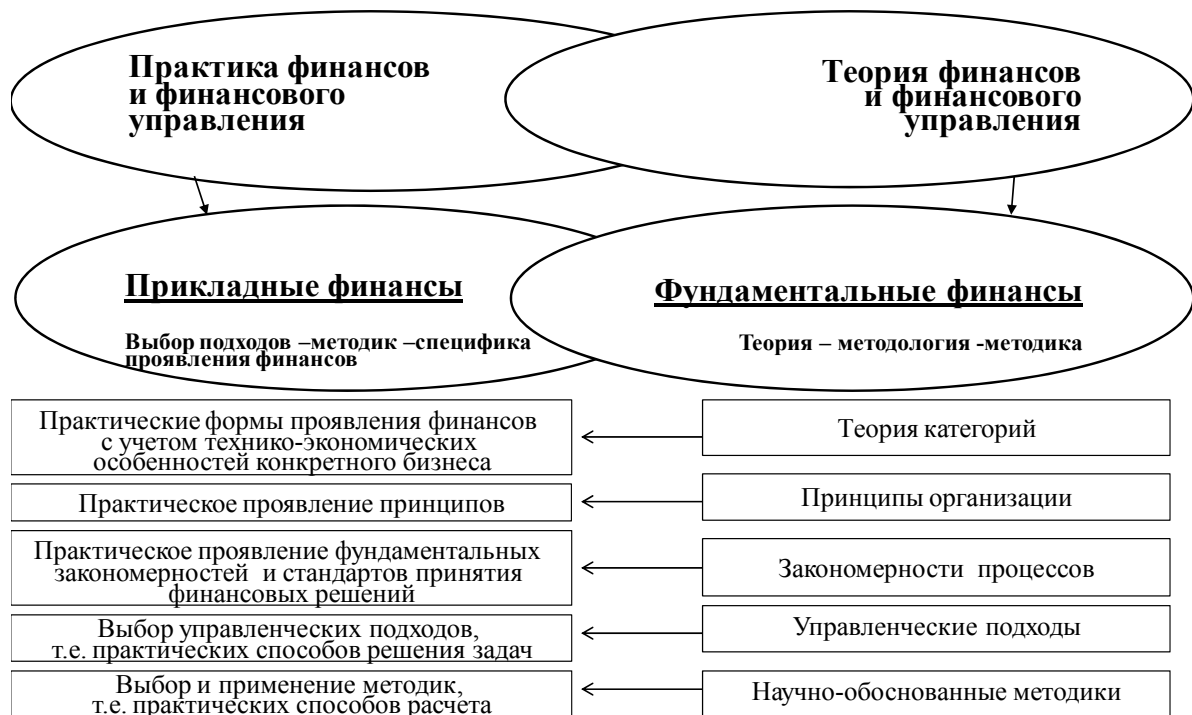 Практика финансов
и финансового
управления
Теория финансов
и финансового
управления
Прикладные финансы
Выбор подходов –методик –специфика
проявления финансов
Фундаментальные финансы
Теория – методология -методика
Практические формы проявления финансов
с учетом технико-экономических
особенностей конкретного бизнеса
Теория категорий
Практическое проявление принципов
Принципы организации
Практическое проявление фундаментальных
закономерностей и стандартов принятия
финансовых решений
Закономерности процессов
Выбор управленческих подходов,
т.е. практических способов решения задач
Управленческие подходы
Выбор и применение методик,
т.е. практических способов расчета
Научно-обоснованные методики